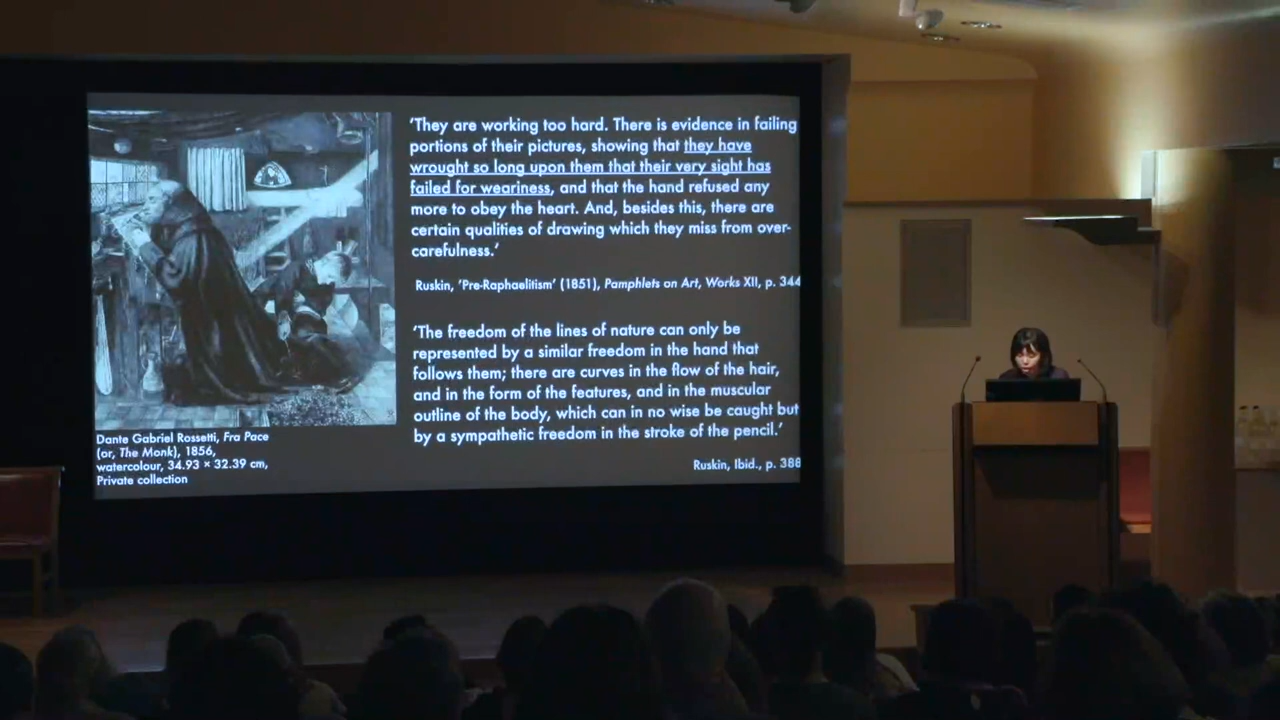 'They are working too hard. There is evidence in failing
portions of their pictures, showing that they have
wrought so long upon them that their very sight has
failed for weariness, and that the hand refused any
more to obey the heart. And, besides this, there are
certain qualities of drawing which they miss from over-
carefulness.'
Ruskin, 'Pre-Raphaelitism' (1851), Pamphlets on Art, Works XII, p. 344
'The freedom of the lines of nature can only be
represented by a similar freedom in the hand that
follows them; there are curves in the flow of the hair,
and in the form of the features, and in the muscular
outline of the body, which can in no wise be caught but
by a sympathetic freedom in the stroke of the pencil.'
Ruskin, Ibid., p. 388
Dante Gabriel Rossetti, Fra Pace
(or, The Monk), 1856,
watercolour, 34.93 × 32.39 cm,
Private collection